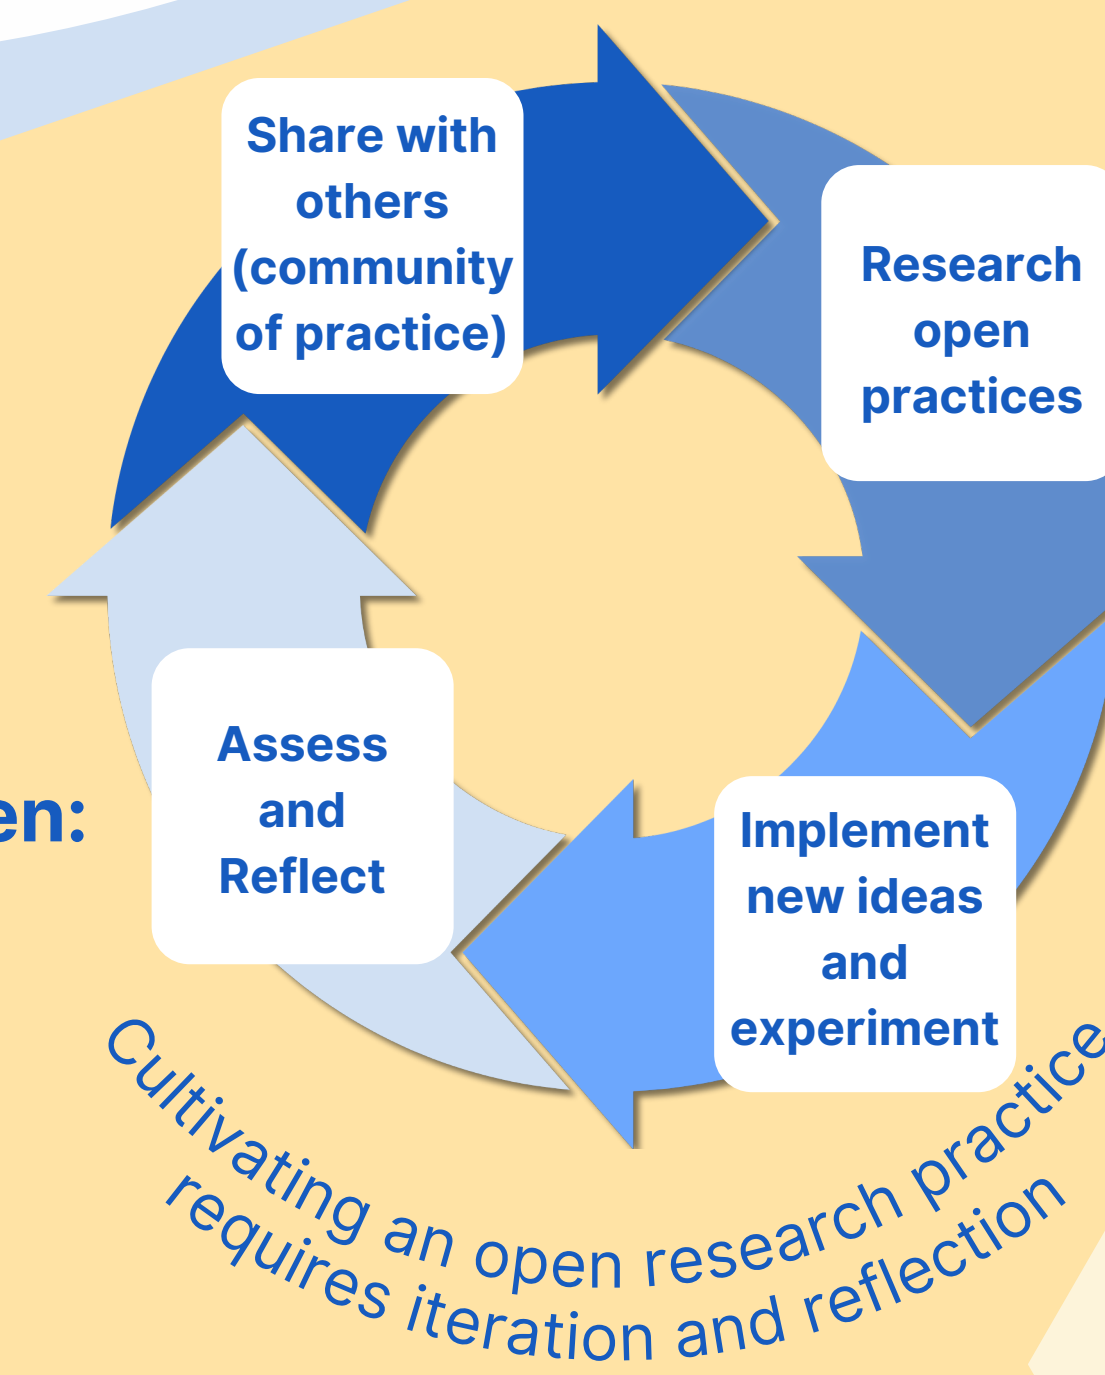 Share with
others
(community
of practice)
Research
open
practices
Assess
and
Reflect
en:
Implement
new ideas
and
experiment
Cultivating an open research practice
requires iteration and reflection